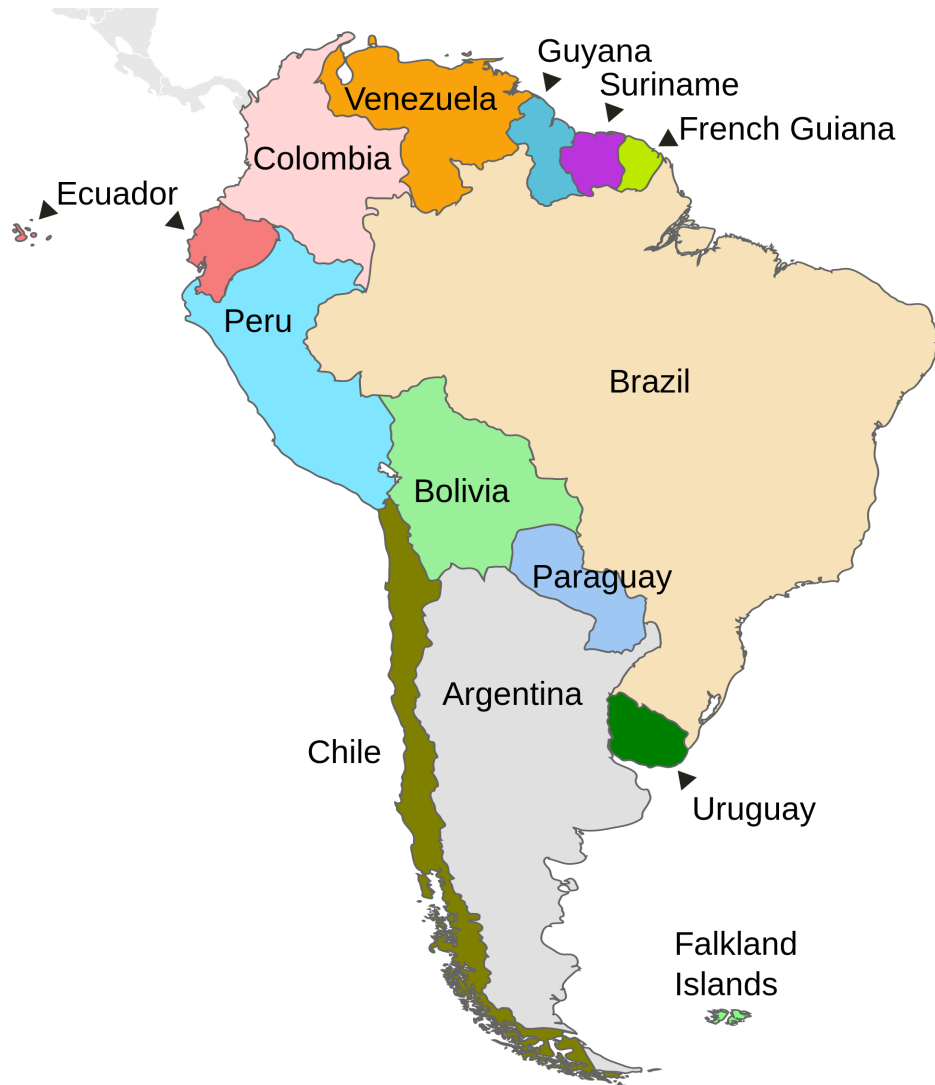 Guyana
Suriname
Venezuela
French Guiana
Colombia
Ecuador
Peru
Brazil
Bolivia
Paraguay
Argentina
Chile
Uruguay
Falkland
Islands